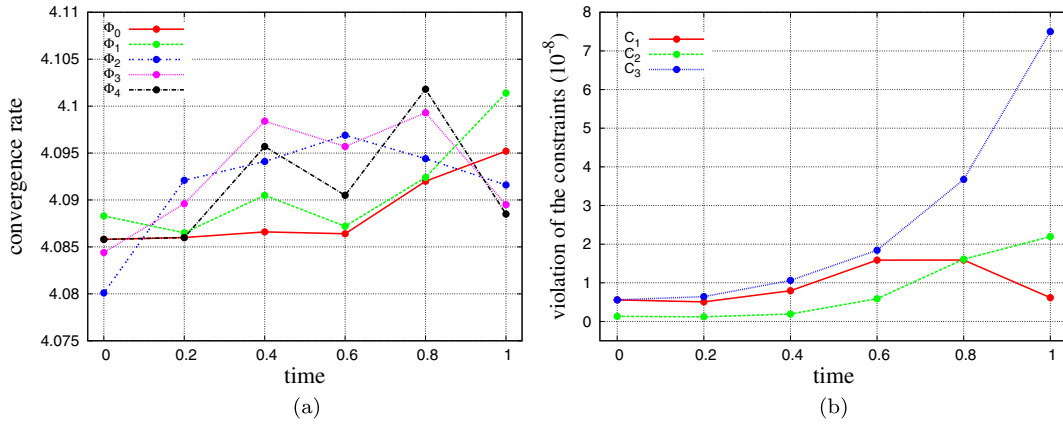 4.11
4.105
4.1
4.095
4.09
4.085
4.08
4.075
convergence rate
Φ0
Φ1
Φ2
Φ3
Φ4
0 0.2 0.4 0.6 0.8 1
time
(a)
8
7
6
5
4
3
2
1
0
violation of the constraints (10^-8)
C1
C2
C3
0 0.2 0.4 0.6 0.8 1
time
(b)